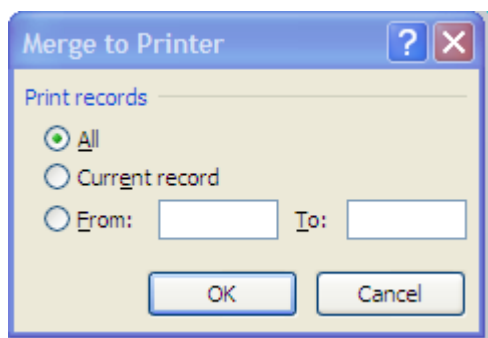 Merge to Printer ?
Print records
All
Current record
From: To:
OK Cancel